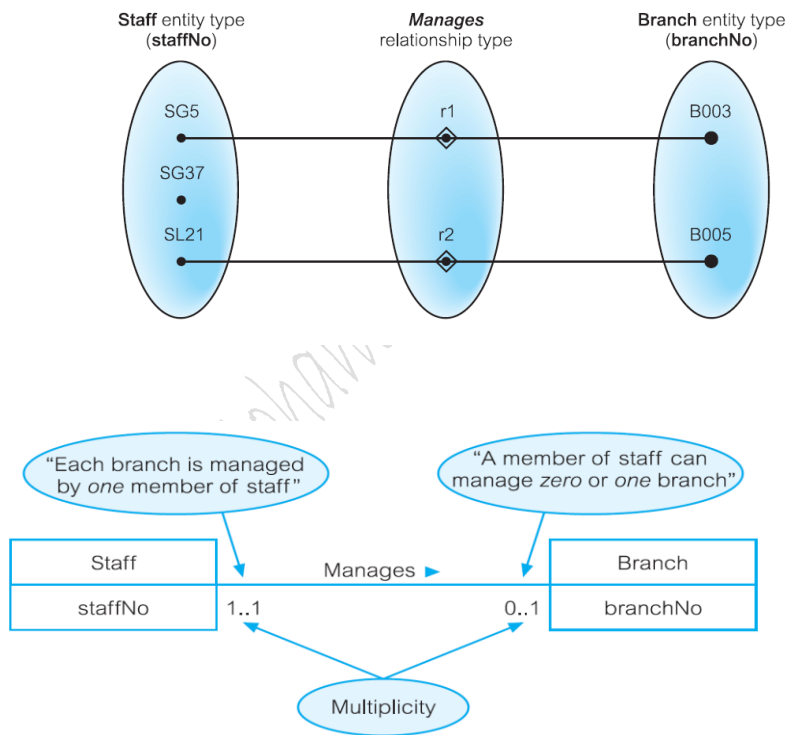 Staff entity type
(staffNo)
Manages
relationship type
Branch entity type
(branchNo)
SG5
r1
B003
SG37
SL21
r2
B005
“Each branch is managed
by one member of staff”
“A member of staff can
manage zero or one branch”
Staff
Manages ►
Branch
staffNo
1..1
0..1
branchNo
Multiplicity